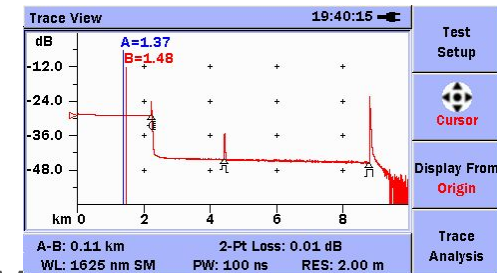 Trace View 19:40:15
dB
A=1.37
B=1.48
-12.0
-24.0
-36.0
-48.0
km 0 2 4 6 8
A-B: 0.11 km 2-Pt Loss: 0.01 dB
WL: 1625 nm SM PW: 100 ns RES: 2.00 m
Test
Setup
Cursor
Display From
Origin
Trace
Analysis